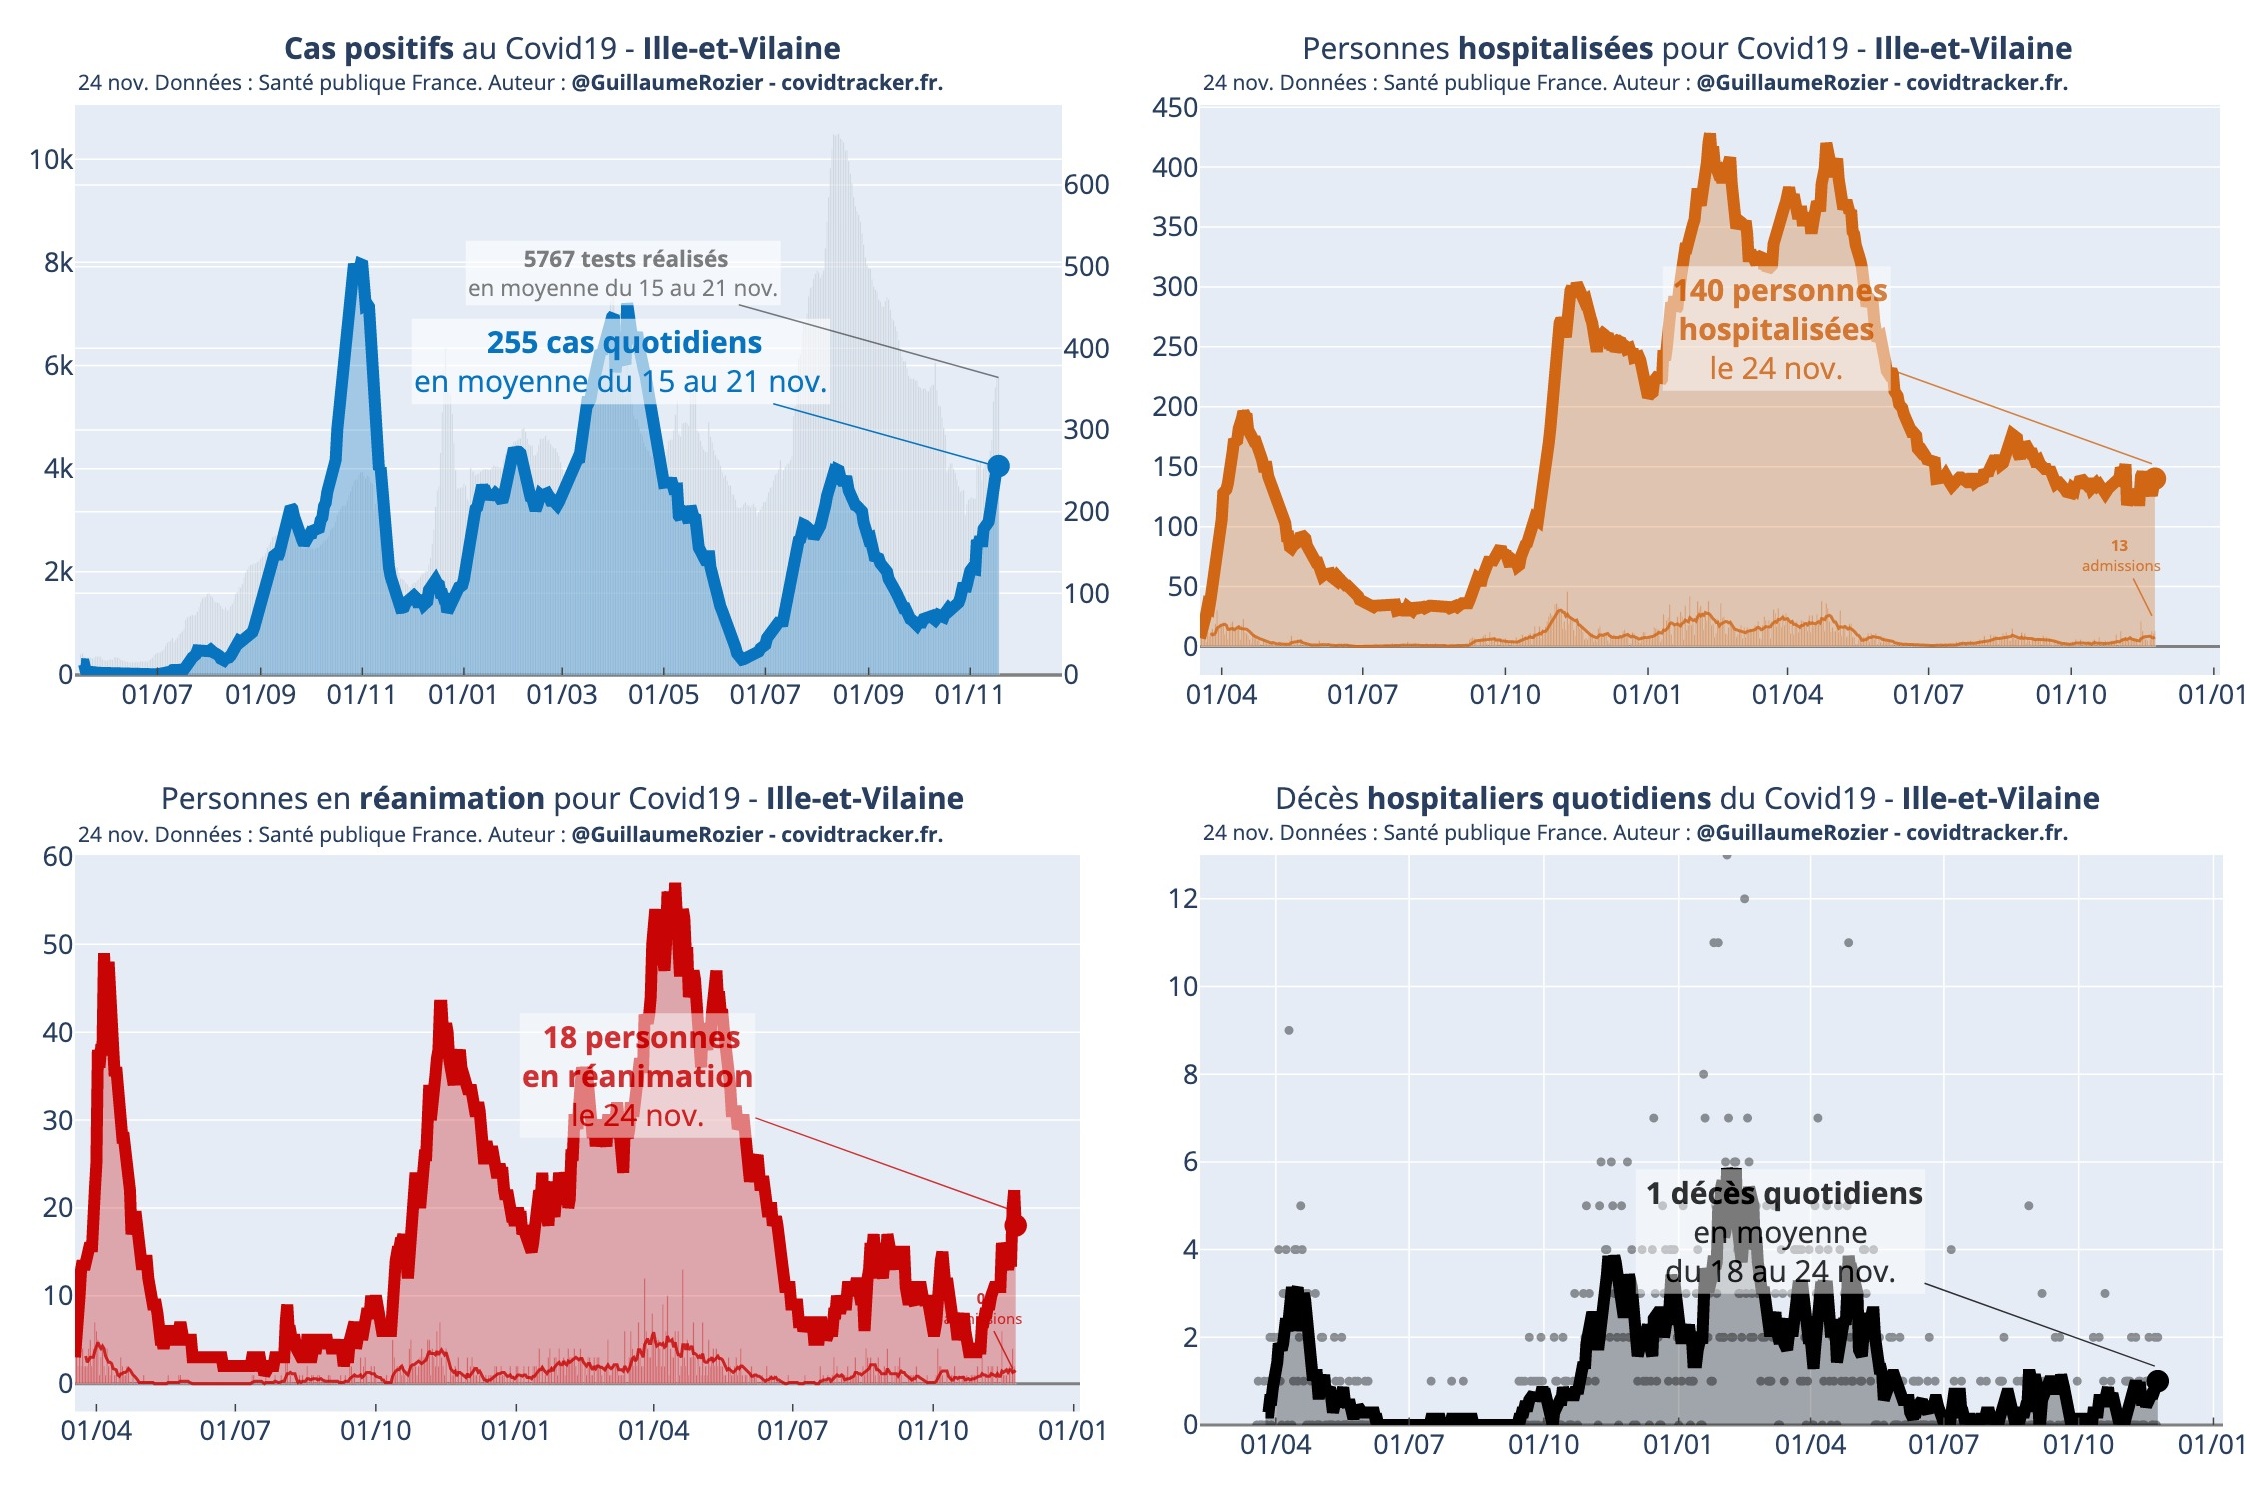 Cas positifs au Covid19 - Ille-et-Vilaine
24 nov. Données : Santé publique France. Auteur : @GuillaumeRozier - covidtracker.fr.
10k
8k
6k
4k
2k
0
600
500
400
300
200
100
0
5767 tests réalisés
en moyenne du 15 au 21 nov.
255 cas quotidiens
en moyenne du 15 au 21 nov.
01/07 01/09 01/11 01/01 01/03 01/05 01/07 01/09 01/11
Personnes hospitalisées pour Covid19 - Ille-et-Vilaine
24 nov. Données : Santé publique France. Auteur : @GuillaumeRozier - covidtracker.fr.
450
400
350
300
250
200
150
100
50
0
140 personnes
hospitalisées
le 24 nov.
13
admissions
01/04 01/07 01/10 01/01 01/04 01/07 01/10 01/01
Personnes en réanimation pour Covid19 - Ille-et-Vilaine
24 nov. Données : Santé publique France. Auteur : @GuillaumeRozier - covidtracker.fr.
60
50
40
30
20
10
0
18 personnes
en réanimation
le 24 nov.
0
admissions
01/04 01/07 01/10 01/01 01/04 01/07 01/10 01/01
Décès hospitaliers quotidiens du Covid19 - Ille-et-Vilaine
24 nov. Données : Santé publique France. Auteur : @GuillaumeRozier - covidtracker.fr.
12
10
8
6
4
2
0
1 décès quotidiens
en moyenne
du 18 au 24 nov.
01/04 01/07 01/10 01/01 01/04 01/07 01/10 01/01